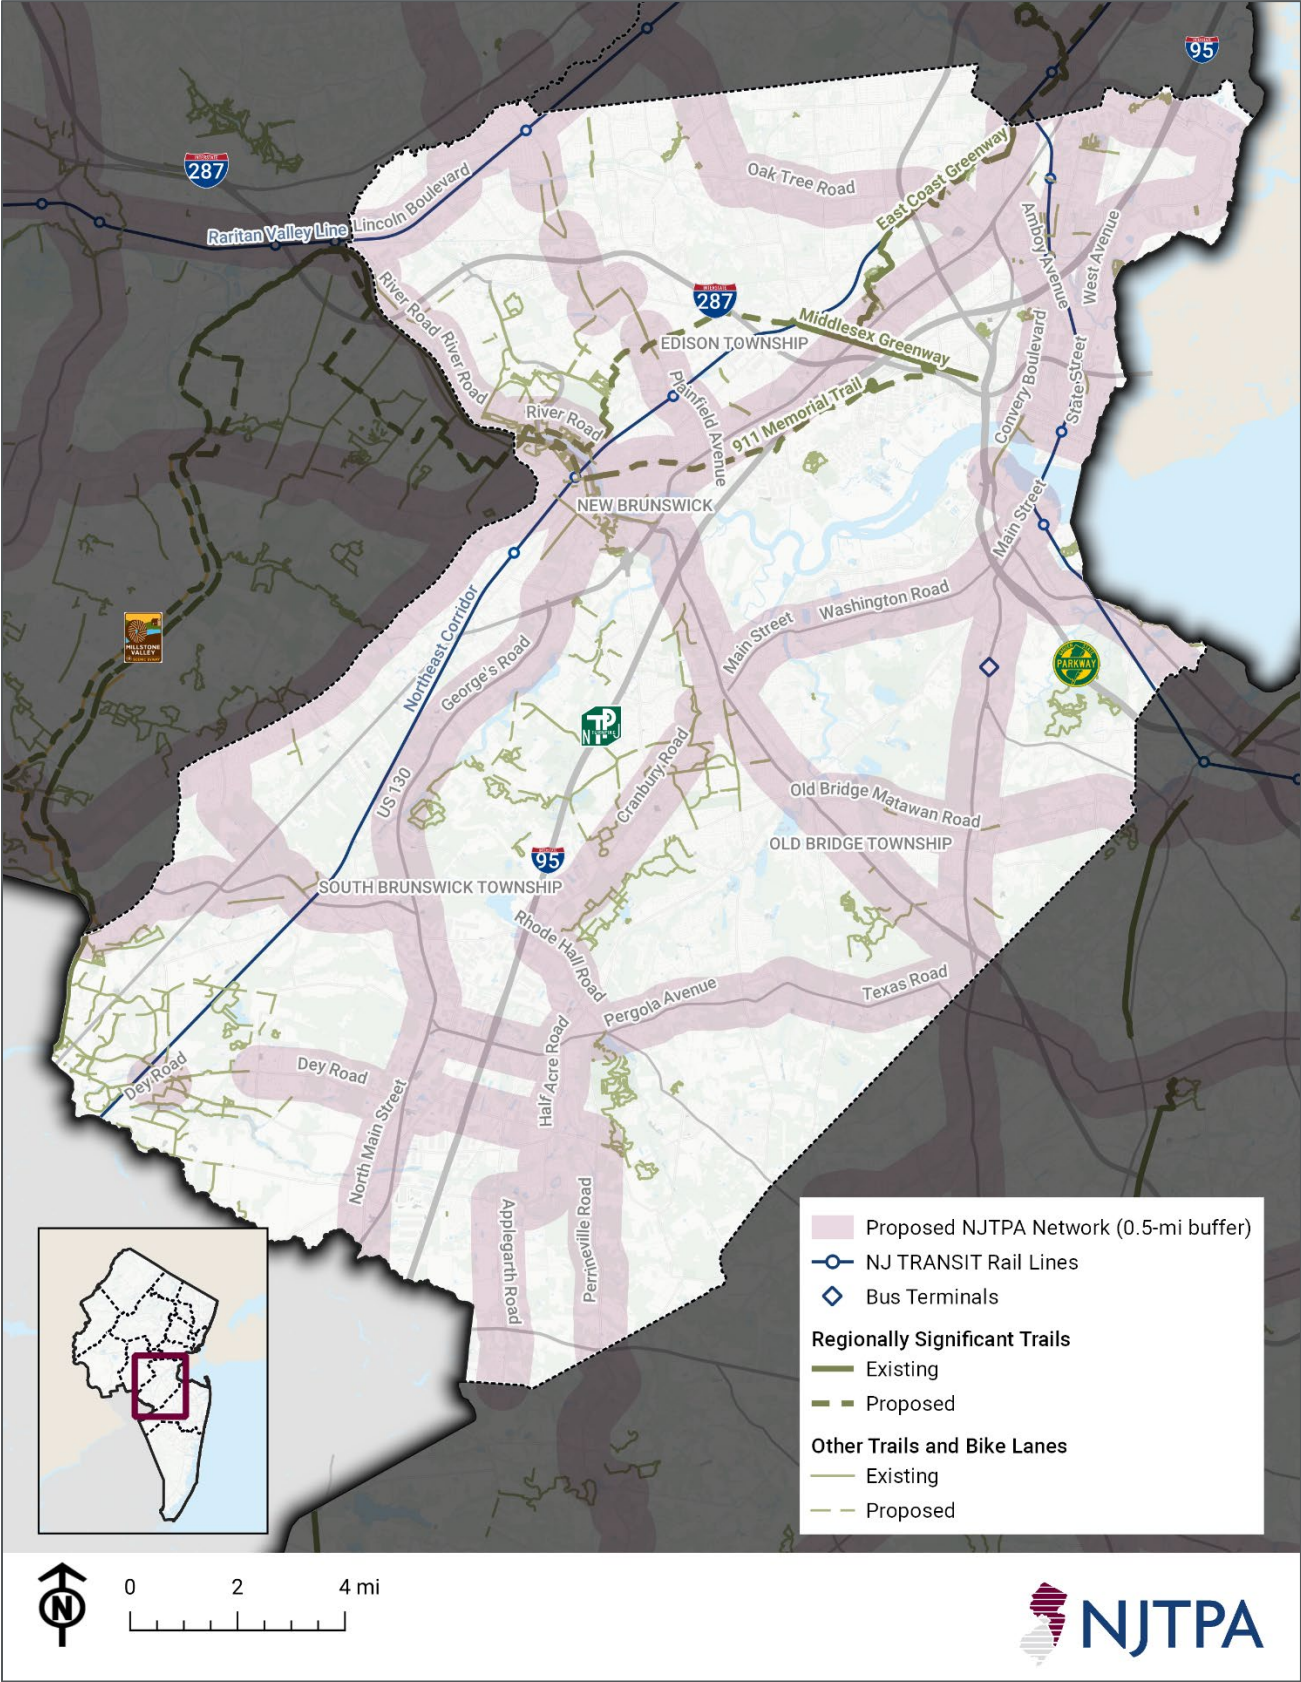 INTERSTATE
95
INTERSTATE
287
Oak Tree Road
East Coast Greenway
Lincoln Boulevard
Raritan Valley Line
Amboy Avenue
West Avenue
River Road
River Road
INTERSTATE
287
Middlesex Greenway
EDISON TOWNSHIP
Convery Boulevard
State Street
Plainfield Avenue
911 Memorial Trail
River Road
NEW BRUNSWICK
Main Street
Washington Road
Main Street
MILLSTONE
VALLEY
Northeast Corridor
George's Road
PARKWAY
NTPJ
Cranbury Road
US 130
Old Bridge Matawan Road
OLD BRIDGE TOWNSHIP
95
SOUTH BRUNSWICK TOWNSHIP
Rhode Hall Road
Pergola Avenue
Texas Road
Dey Road
Dey Road
Half Acre Road
North Main Street
Applegarth Road
Perrineville Road
Proposed NJTPA Network (0.5-mi buffer)
NJ TRANSIT Rail Lines
Bus Terminals
Regionally Significant Trails
Existing
Proposed
Other Trails and Bike Lanes
Existing
Proposed
N
0 2 4 mi
NJTPA